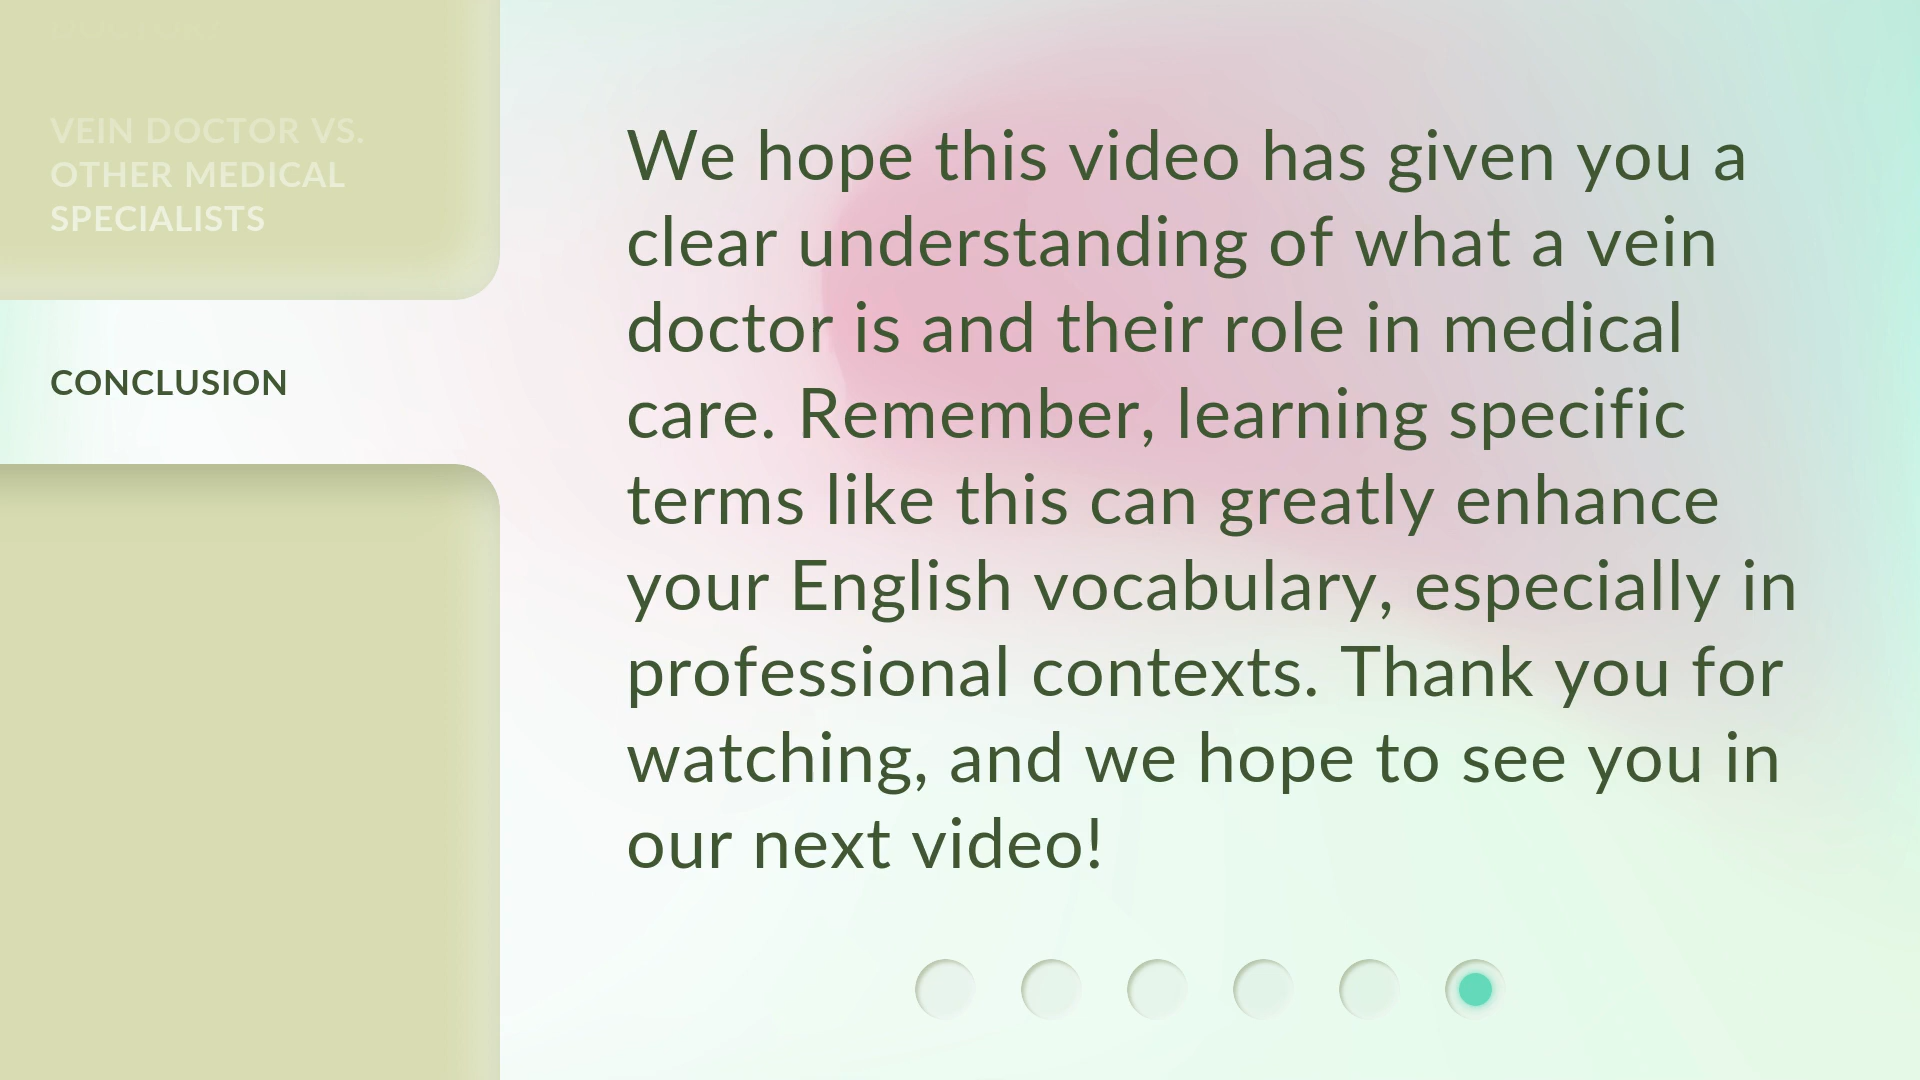 DOCTORS
VEIN DOCTOR VS.
OTHER MEDICAL
SPECIALISTS
CONCLUSION
We hope this video has given you a
clear understanding of what a vein
doctor is and their role in medical
care. Remember, learning specific
terms like this can greatly enhance
your English vocabulary, especially in
professional contexts. Thank you for
watching, and we hope to see you in
our next video!